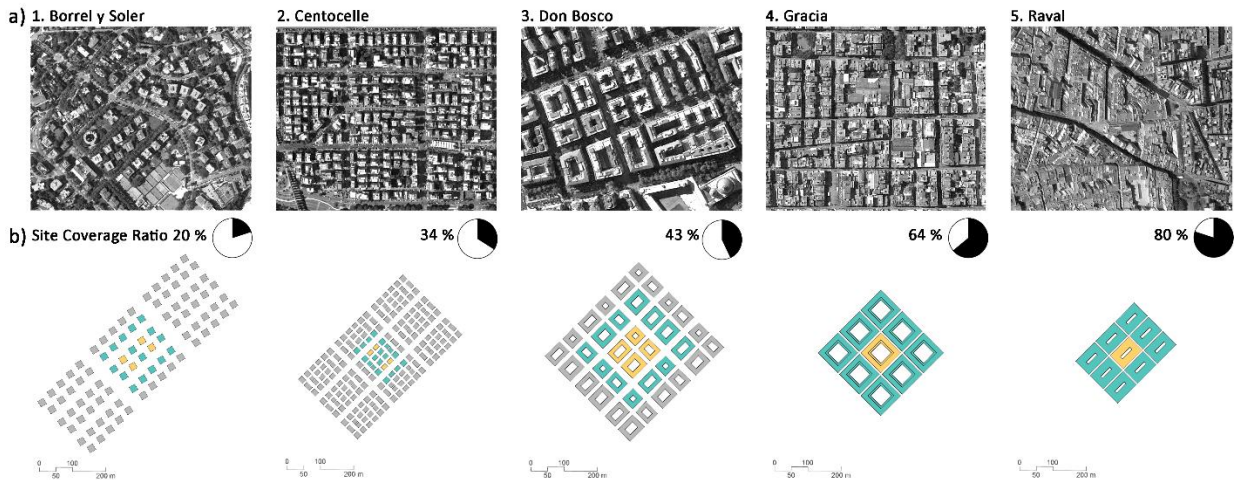 a) 1. Borrel y Soler 2. Centocelle 3. Don Bosco 4. Gracia 5. Raval
b) Site Coverage Ratio 20 % 34 % 43 % 64 % 80 %
0 100 0 100 0 100 0 100 0 100
50 200 m 50 200 m 50 200 m 50 200 m 50 200 m